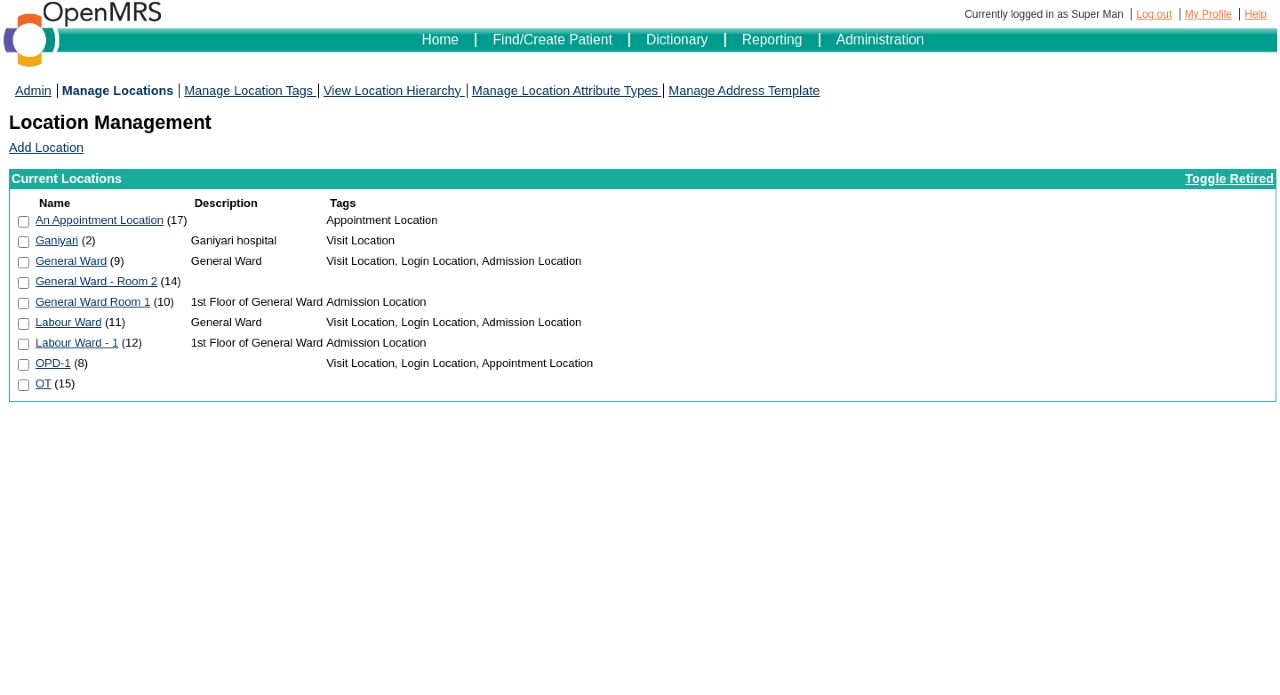 OpenMRS
Currently logged in as Super Man | Log out | My Profile | Help
Home | Find/Create Patient | Dictionary | Reporting | Administration
Admin | Manage Locations | Manage Location Tags | View Location Hierarchy | Manage Location Attribute Types | Manage Address Template
Location Management
Add Location
Current Locations Toggle Retired
Name Description Tags
An Appointment Location (17) Appointment Location
Ganiyari (2) Ganiyari hospital Visit Location
General Ward (9) General Ward Visit Location, Login Location, Admission Location
General Ward - Room 2 (14)
General Ward Room 1 (10) 1st Floor of General Ward Admission Location
Labour Ward (11) General Ward Visit Location, Login Location, Admission Location
Labour Ward - 1 (12) 1st Floor of General Ward Admission Location
OPD-1 (8) Visit Location, Login Location, Appointment Location
OT (15)